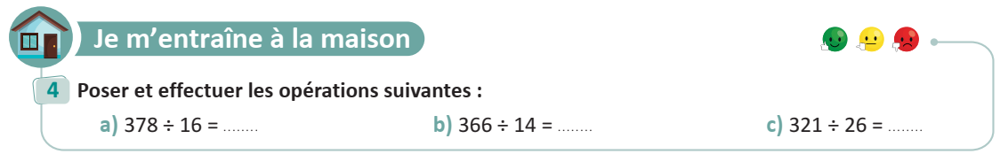 Je m’entraîne à la maison
4 Poser et effectuer les opérations suivantes :
a) 378 ÷ 16 = ........ b) 366 ÷ 14 = ........ c) 321 ÷ 26 = ........